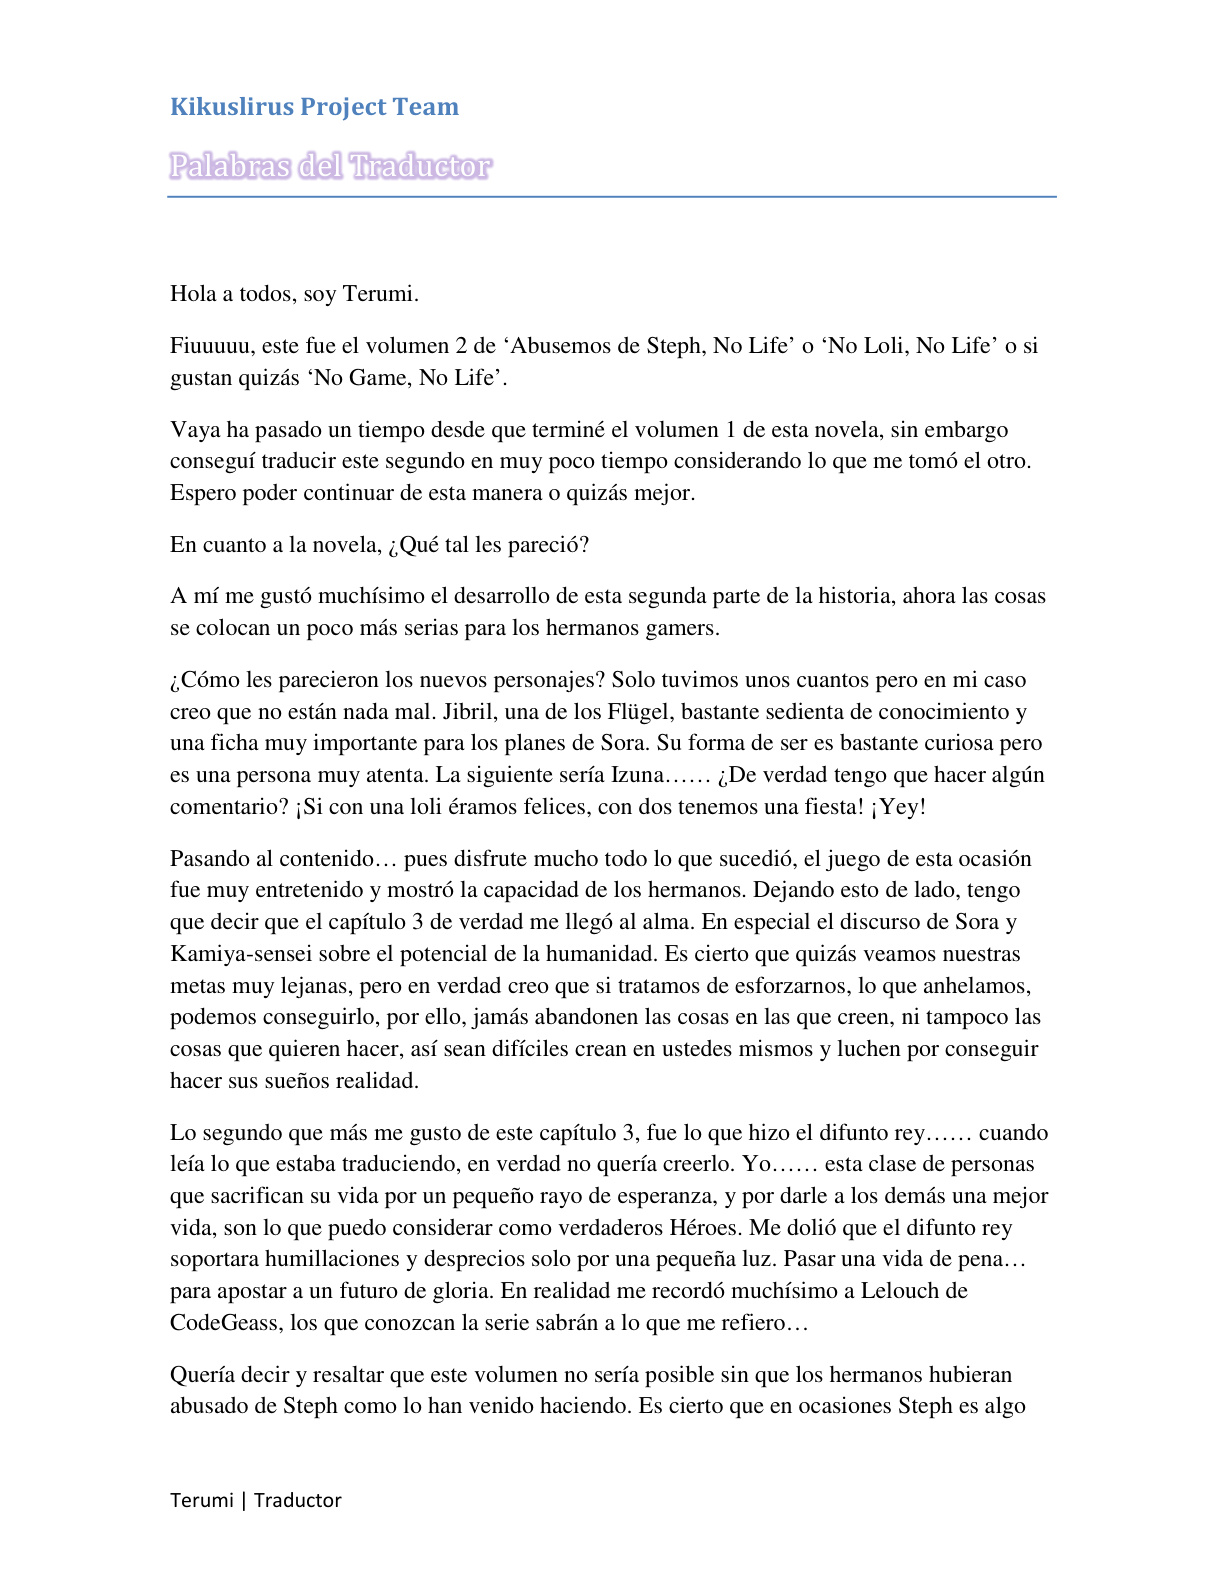 Kikuslirus Project Team
Palabras del Traductor
Hola a todos, soy Terumi.
Fiuuuuu, este fue el volumen 2 de ‘Abusemos de Steph, No Life’ o ‘No Loli, No Life’ o si
gustan quizás ‘No Game, No Life’.
Vaya ha pasado un tiempo desde que terminé el volumen 1 de esta novela, sin embargo
conseguí traducir este segundo en muy poco tiempo considerando lo que me tomó el otro.
Espero poder continuar de esta manera o quizás mejor.
En cuanto a la novela, ¿Qué tal les pareció?
A mí me gustó muchísimo el desarrollo de esta segunda parte de la historia, ahora las cosas
se colocan un poco más serias para los hermanos gamers.
¿Cómo les parecieron los nuevos personajes? Solo tuvimos unos cuantos pero en mi caso
creo que no están nada mal. Jibril, una de los Flügel, bastante sedienta de conocimiento y
una ficha muy importante para los planes de Sora. Su forma de ser es bastante curiosa pero
es una persona muy atenta. La siguiente sería Izuna…… ¿De verdad tengo que hacer algún
comentario? ¡Si con una loli éramos felices, con dos tenemos una fiesta! ¡Yey!
Pasando al contenido… pues disfrute mucho todo lo que sucedió, el juego de esta ocasión
fue muy entretenido y mostró la capacidad de los hermanos. Dejando esto de lado, tengo
que decir que el capítulo 3 de verdad me llegó al alma. En especial el discurso de Sora y
Kamiya-sensei sobre el potencial de la humanidad. Es cierto que quizás veamos nuestras
metas muy lejanas, pero en verdad creo que si tratamos de esforzarnos, lo que anhelamos,
podemos conseguirlo, por ello, jamás abandonen las cosas en las que creen, ni tampoco las
cosas que quieren hacer, así sean difíciles crean en ustedes mismos y luchen por conseguir
hacer sus sueños realidad.
Lo segundo que más me gusto de este capítulo 3, fue lo que hizo el difunto rey…… cuando
leía lo que estaba traduciendo, en verdad no quería creerlo. Yo…… esta clase de personas
que sacrifican su vida por un pequeño rayo de esperanza, y por darle a los demás una mejor
vida, son lo que puedo considerar como verdaderos Héroes. Me dolió que el difunto rey
soportara humillaciones y desprecios solo por una pequeña luz. Pasar una vida de pena…
para apostar a un futuro de gloria. En realidad me recordó muchísimo a Lelouch de
CodeGeass, los que conozcan la serie sabrán a lo que me refiero…
Quería decir y resaltar que este volumen no sería posible sin que los hermanos hubieran
abusado de Steph como lo han venido haciendo. Es cierto que en ocasiones Steph es algo
Terumi | Traductor